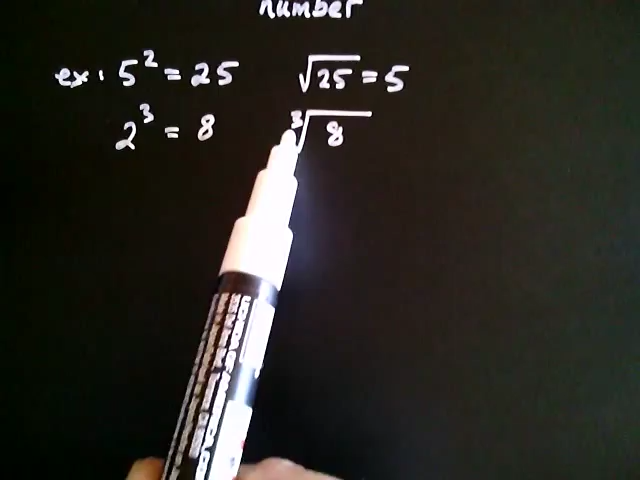 number
ex: 5² = 25 √25 = 5
2³ = 8 ³√8